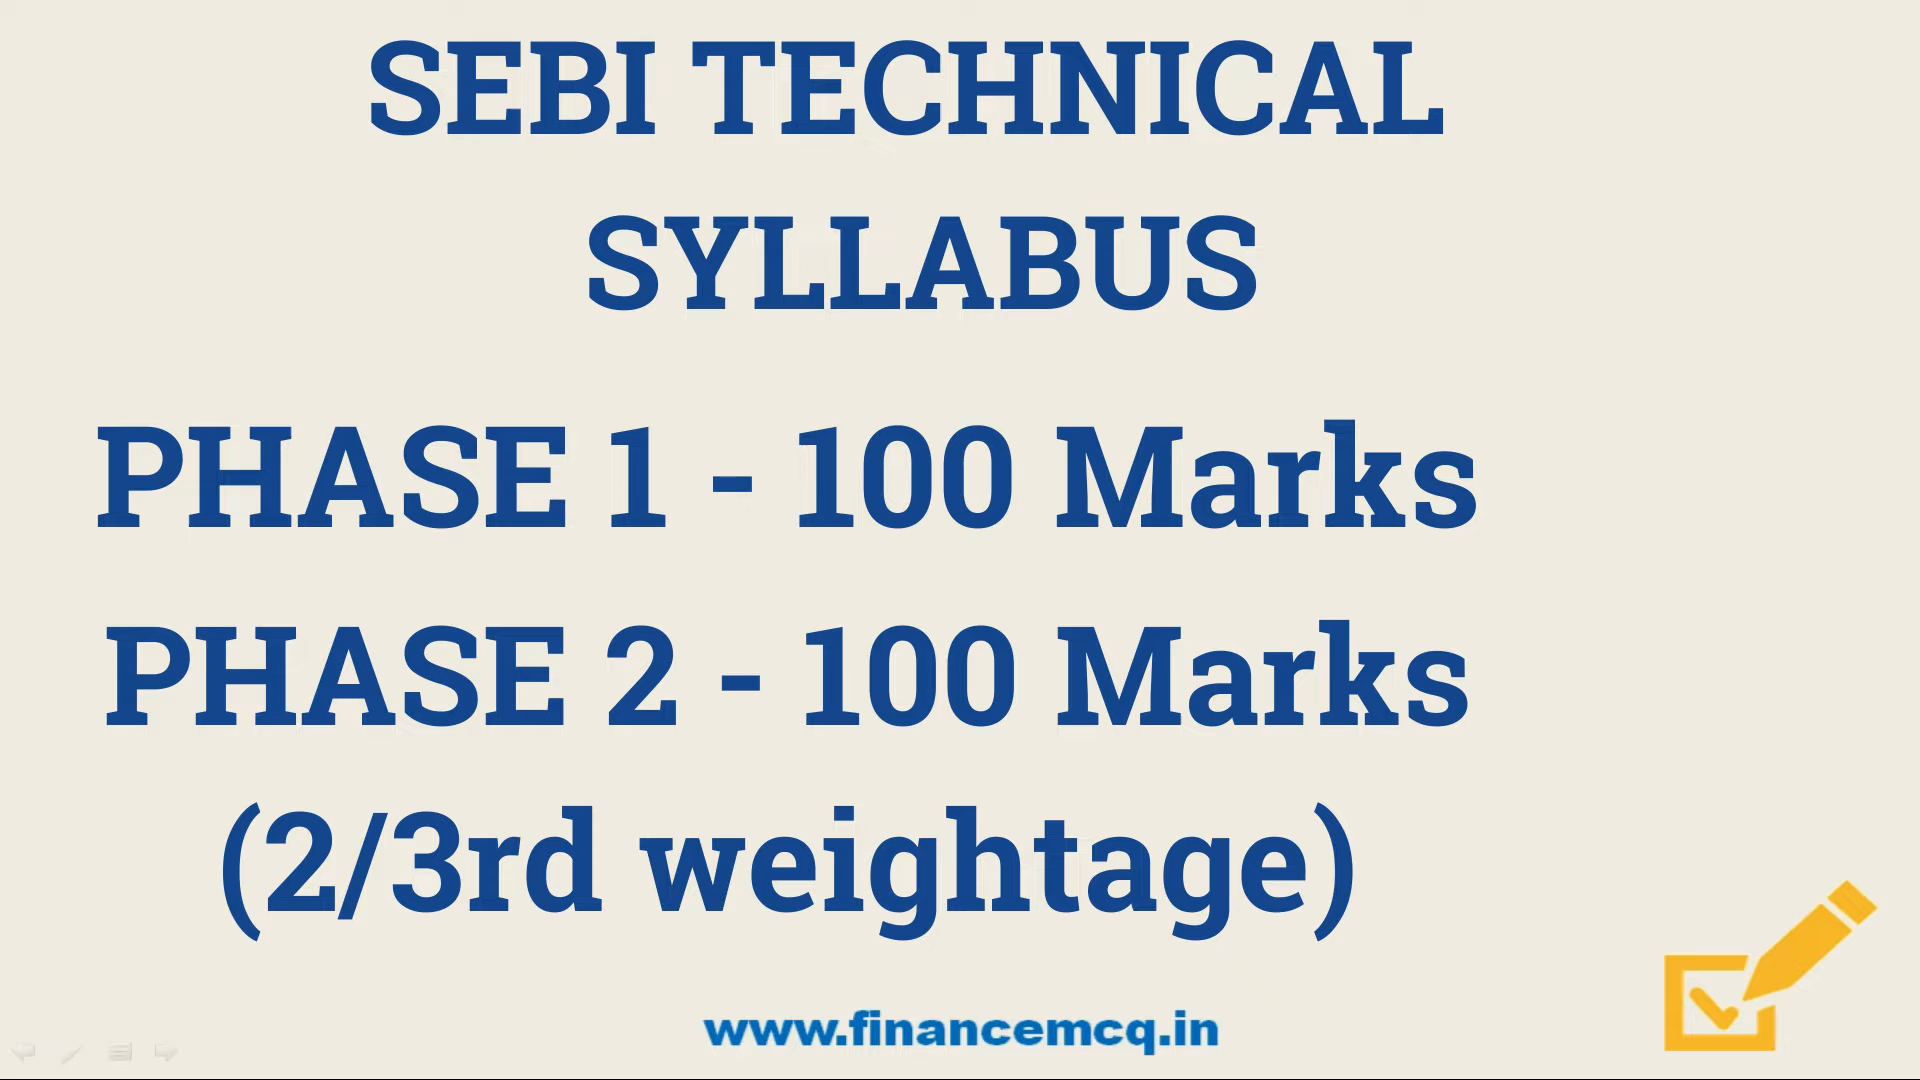 SEBI TECHNICAL
SYLLABUS
PHASE 1 - 100 Marks
PHASE 2 - 100 Marks
(2/3rd weightage)
www.financemcq.in